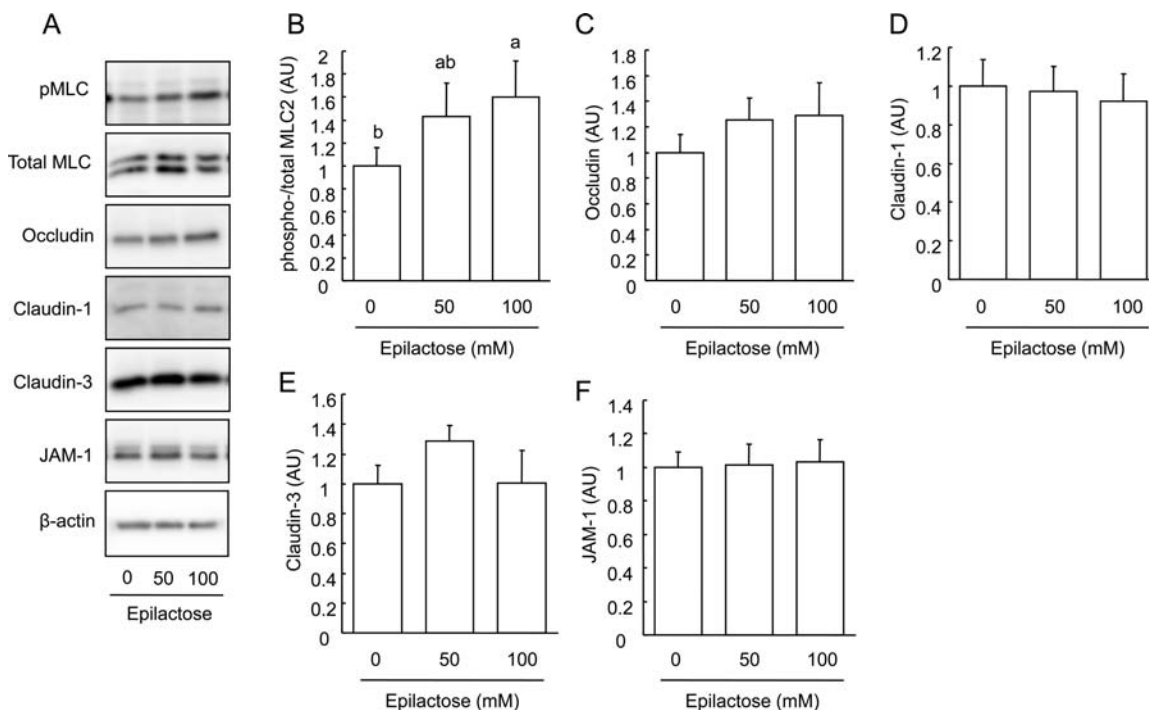 A
pMLC
Total MLC
Occludin
Claudin-1
Claudin-3
JAM-1
β-actin
0 50 100
Epilactose
B
phospho-/total MLC2 (AU)
2
1.8
1.6
1.4
1.2
1
0.8
0.6
0.4
0.2
0
b
ab
a
0 50 100
Epilactose (mM)
C
Occludin (AU)
1.8
1.6
1.4
1.2
1
0.8
0.6
0.4
0.2
0
0 50 100
Epilactose (mM)
D
Claudin-1 (AU)
1.2
1
0.8
0.6
0.4
0.2
0
0 50 100
Epilactose (mM)
E
Claudin-3 (AU)
1.6
1.4
1.2
1
0.8
0.6
0.4
0.2
0
0 50 100
Epilactose (mM)
F
JAM-1 (AU)
1.4
1.2
1
0.8
0.6
0.4
0.2
0
0 50 100
Epilactose (mM)